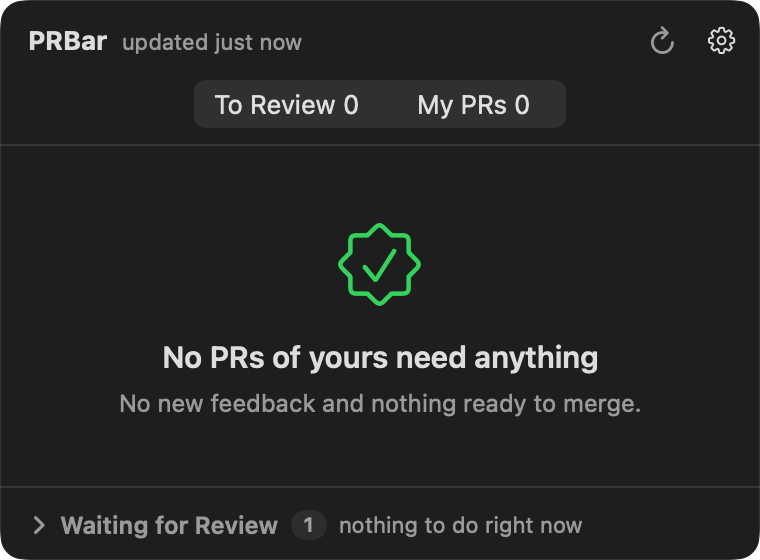 PRBar updated just now
To Review 0 My PRs 0
No PRs of yours need anything
No new feedback and nothing ready to merge.
Waiting for Review 1 nothing to do right now